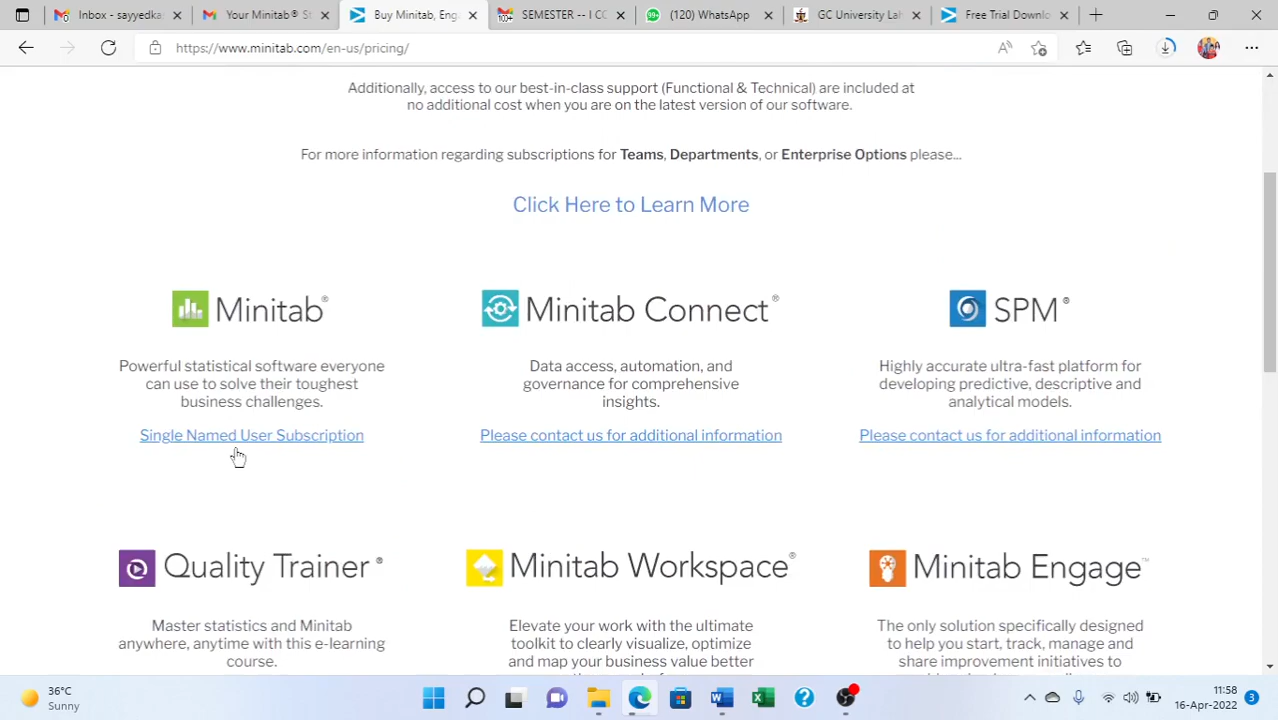 Inbox - sayyedka
Your Minitab® St
Buy Minitab, Eng
SEMESTER -- I CO
(120) WhatsApp
GC University Lah
Free Trial Downlo
https://www.minitab.com/en-us/pricing/
Additionally, access to our best-in-class support (Functional & Technical) are included at
no additional cost when you are on the latest version of our software.
For more information regarding subscriptions for Teams, Departments, or Enterprise Options please...
Click Here to Learn More
Minitab®
Minitab Connect®
SPM®
Powerful statistical software everyone
can use to solve their toughest
business challenges.
Data access, automation, and
governance for comprehensive
insights.
Highly accurate ultra-fast platform for
developing predictive, descriptive and
analytical models.
Single Named User Subscription
Please contact us for additional information
Please contact us for additional information
Quality Trainer®
Minitab Workspace®
Minitab Engage™
Master statistics and Minitab
anywhere, anytime with this e-learning
course.
Elevate your work with the ultimate
toolkit to clearly visualize, optimize
and map your business value better
The only solution specifically designed
to help you start, track, manage and
share improvement initiatives to
36°C
Sunny
11:58
16-Apr-2022
3